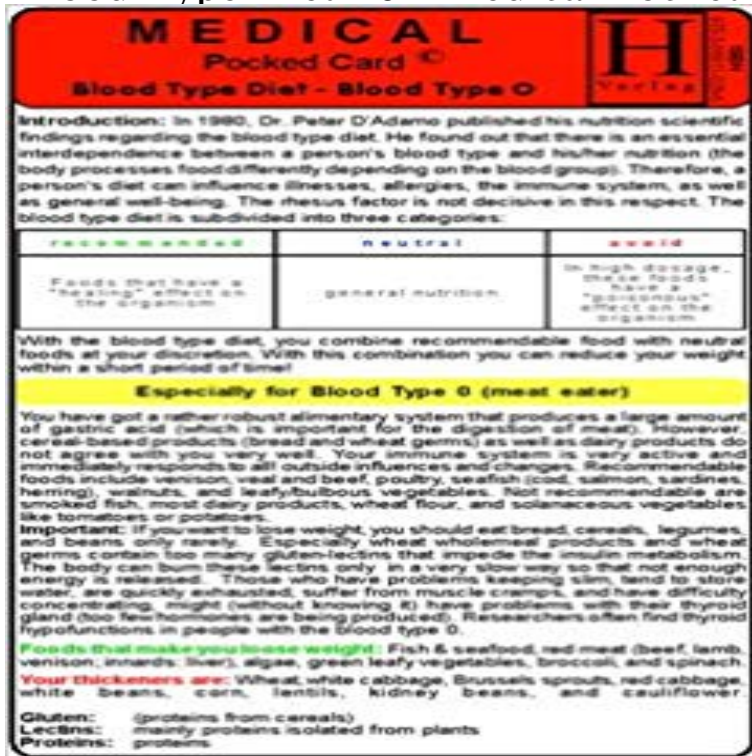 MEDICAL
Pocked Card ©
Blood Type Diet - Blood Type O
H
Verlag
Introduction: In 1980, Dr. Peter D'Adamo published his nutrition scientific
findings regarding the blood type diet. He found out that there is an essential
interdependence between a person's blood type and his/her nutrition (the
body processes food differently depending on the blood group). Therefore, a
person's diet can influence illnesses, allergies, the immune system, as well
as general well-being. The rhesus factor is not decisive in this respect. The
blood type diet is subdivided into three categories:
recommended neutral avoid
Foods that have a
"healing" effect on
the organism
general nutrition
In high dosage,
these foods
have a
"poisonous"
effect on the
organism
With the blood type diet, you combine recommendable food with neutral
foods at your discretion. With this combination you can reduce your weight
within a short period of time!
Especially for Blood Type 0 (meat eater)
You have got a rather robust alimentary system that produces a large amount
of gastric acid (which is important for the digestion of meat). However,
cereal-based products (bread and wheat germs) as well as dairy products do
not agree with you very well. Your immune system is very active and
immediately responds to all outside influences and changes. Recommendable
foods include venison, veal and beef, poultry, seafish (cod, salmon, sardines,
herring), walnuts, and leafy/bulbous vegetables. Not recommendable are
smoked fish, most dairy products, wheat flour, and solanaceous vegetables
like tomatoes or potatoes.
Important: If you want to lose weight, you should eat bread, cereals, legumes,
and beans only rarely. Especially wheat wholemeal products and wheat
germs contain too many gluten-lectins that impede the insulin metabolism.
The body can burn these lectins only in a very slow way so that not enough
energy is released. Those who have problems keeping slim, tend to store
water, are quickly exhausted, suffer from muscle cramps, and have difficulty
concentrating, might (without knowing it) have problems with their thyroid
gland (too few hormones are being produced). Researchers often find thyroid
hypofunctions in people with the blood type 0.
Foods that make you loose weight: Fish & seafood, red meat (beef, lamb,
venison, innards: liver), algae, green leafy vegetables, broccoli, and spinach.
Your thickeners are: Wheat, white cabbage, Brussels sprouts, red cabbage,
white beans, corn, lentils, kidney beans, and cauliflower.
Gluten: (proteins from cereals)
Lectins: mainly proteins isolated from plants
Proteins: proteins